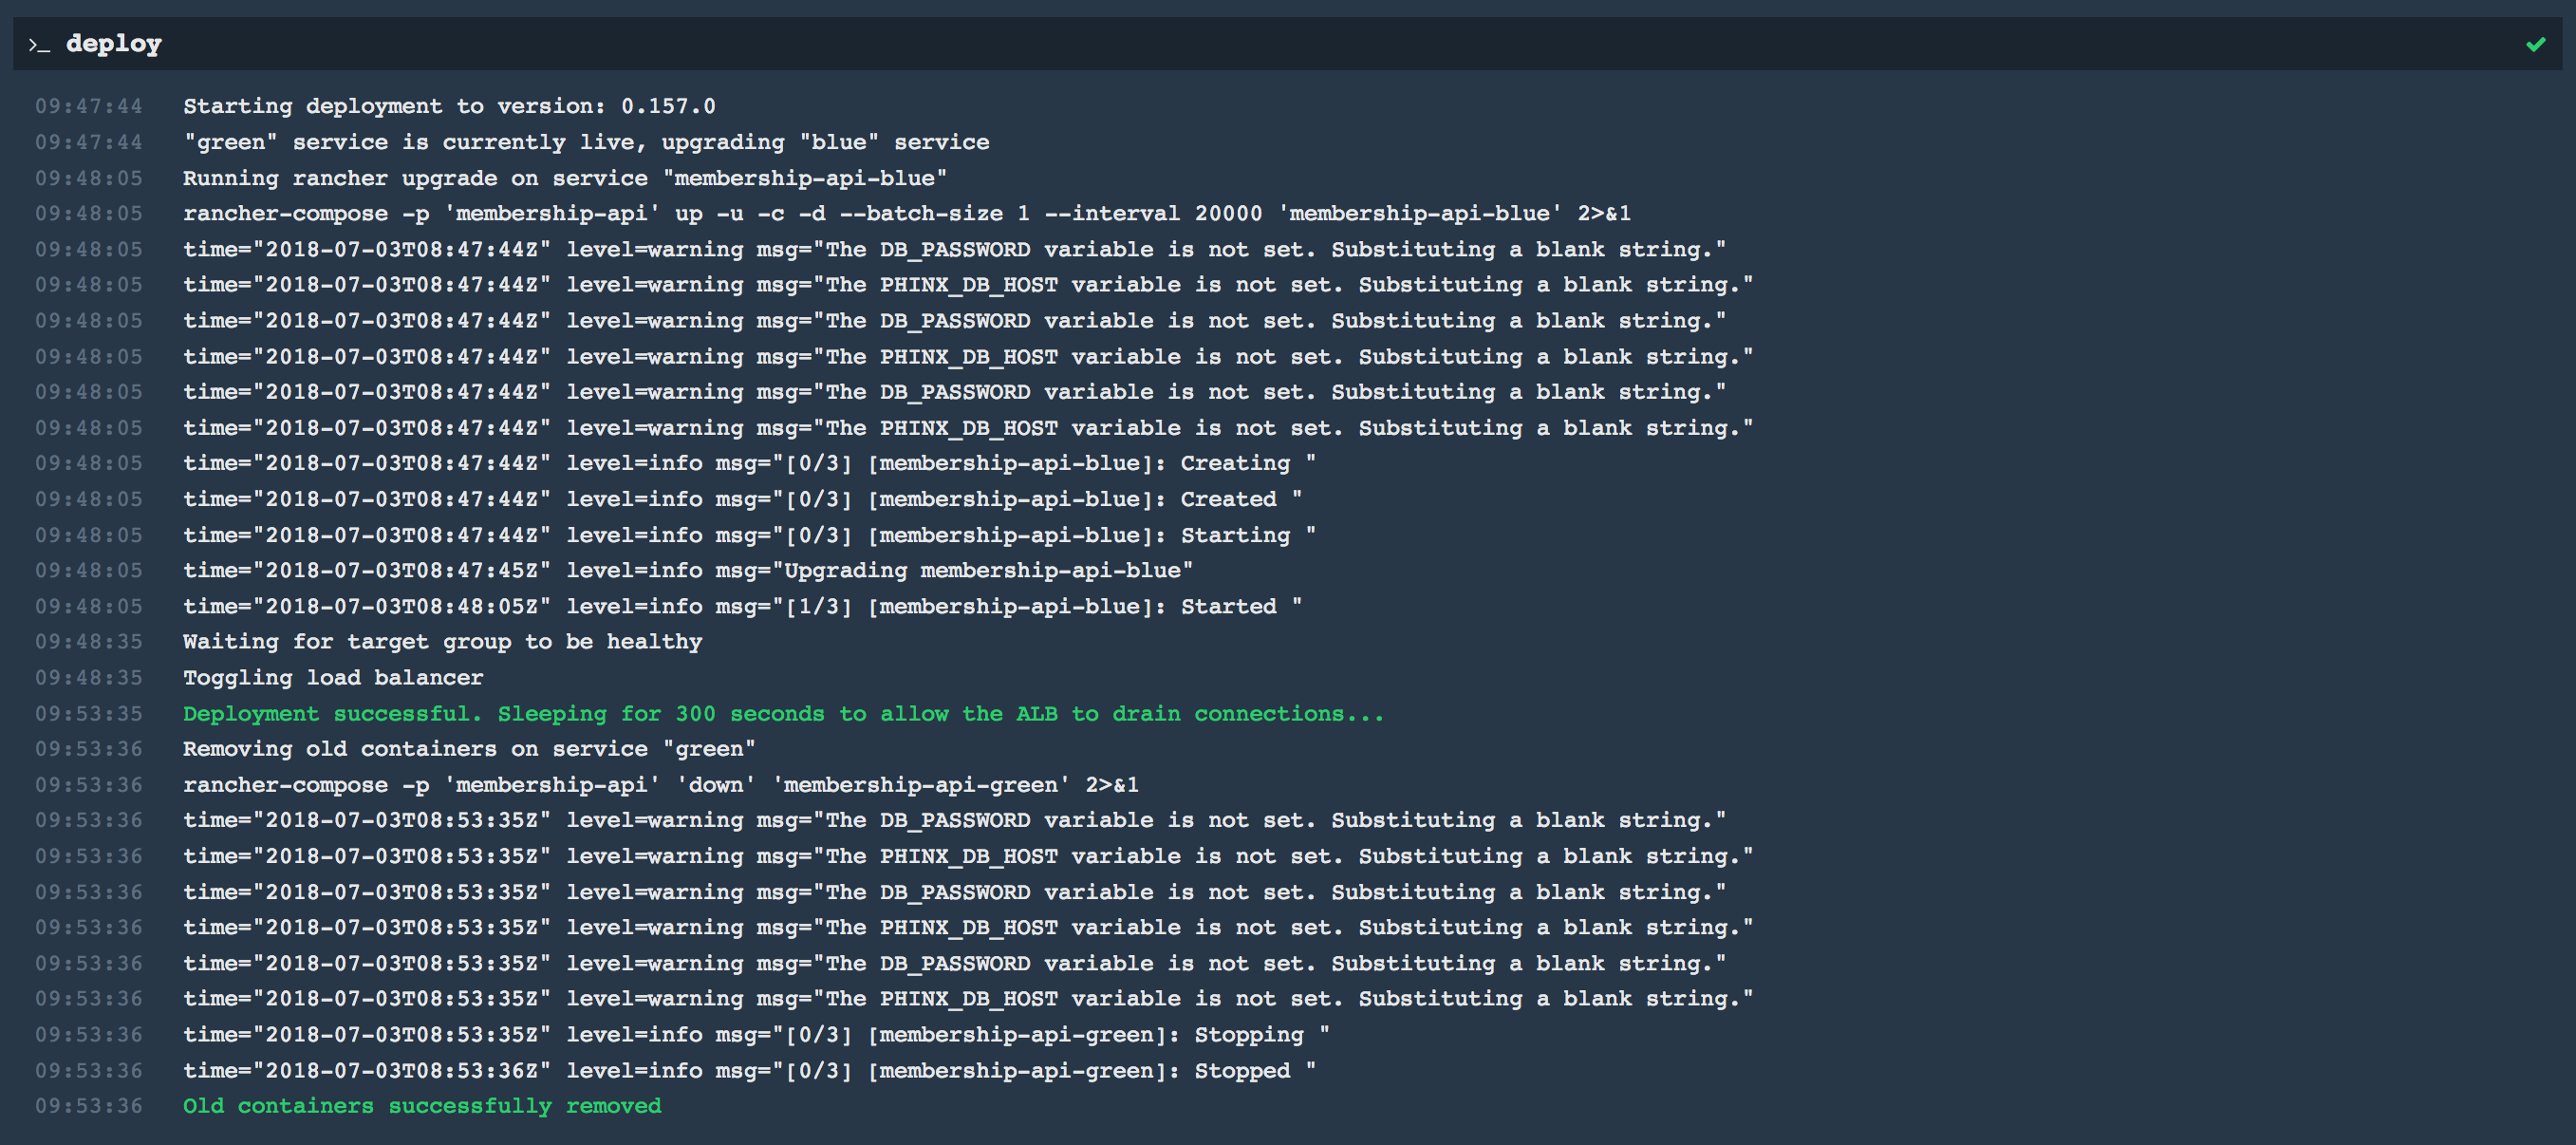 >_ deploy
09:47:44 Starting deployment to version: 0.157.0
09:47:44 "green" service is currently live, upgrading "blue" service
09:48:05 Running rancher upgrade on service "membership-api-blue"
09:48:05 rancher-compose -p 'membership-api' up -u -c -d --batch-size 1 --interval 20000 'membership-api-blue' 2>&1
09:48:05 time="2018-07-03T08:47:44Z" level=warning msg="The DB_PASSWORD variable is not set. Substituting a blank string."
09:48:05 time="2018-07-03T08:47:44Z" level=warning msg="The PHINX_DB_HOST variable is not set. Substituting a blank string."
09:48:05 time="2018-07-03T08:47:44Z" level=warning msg="The DB_PASSWORD variable is not set. Substituting a blank string."
09:48:05 time="2018-07-03T08:47:44Z" level=warning msg="The PHINX_DB_HOST variable is not set. Substituting a blank string."
09:48:05 time="2018-07-03T08:47:44Z" level=warning msg="The DB_PASSWORD variable is not set. Substituting a blank string."
09:48:05 time="2018-07-03T08:47:44Z" level=warning msg="The PHINX_DB_HOST variable is not set. Substituting a blank string."
09:48:05 time="2018-07-03T08:47:44Z" level=info msg="[0/3] [membership-api-blue]: Creating "
09:48:05 time="2018-07-03T08:47:44Z" level=info msg="[0/3] [membership-api-blue]: Created "
09:48:05 time="2018-07-03T08:47:44Z" level=info msg="[0/3] [membership-api-blue]: Starting "
09:48:05 time="2018-07-03T08:47:45Z" level=info msg="Upgrading membership-api-blue"
09:48:05 time="2018-07-03T08:48:05Z" level=info msg="[1/3] [membership-api-blue]: Started "
09:48:35 Waiting for target group to be healthy
09:48:35 Toggling load balancer
09:53:35 Deployment successful. Sleeping for 300 seconds to allow the ALB to drain connections...
09:53:36 Removing old containers on service "green"
09:53:36 rancher-compose -p 'membership-api' 'down' 'membership-api-green' 2>&1
09:53:36 time="2018-07-03T08:53:35Z" level=warning msg="The DB_PASSWORD variable is not set. Substituting a blank string."
09:53:36 time="2018-07-03T08:53:35Z" level=warning msg="The PHINX_DB_HOST variable is not set. Substituting a blank string."
09:53:36 time="2018-07-03T08:53:35Z" level=warning msg="The DB_PASSWORD variable is not set. Substituting a blank string."
09:53:36 time="2018-07-03T08:53:35Z" level=warning msg="The PHINX_DB_HOST variable is not set. Substituting a blank string."
09:53:36 time="2018-07-03T08:53:35Z" level=warning msg="The DB_PASSWORD variable is not set. Substituting a blank string."
09:53:36 time="2018-07-03T08:53:35Z" level=warning msg="The PHINX_DB_HOST variable is not set. Substituting a blank string."
09:53:36 time="2018-07-03T08:53:35Z" level=info msg="[0/3] [membership-api-green]: Stopping "
09:53:36 time="2018-07-03T08:53:36Z" level=info msg="[0/3] [membership-api-green]: Stopped "
09:53:36 Old containers successfully removed